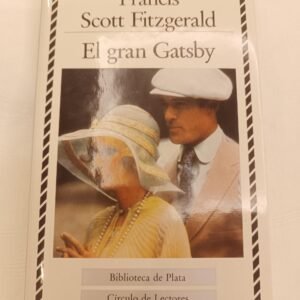 Francis
Scott Fitzgerald
El gran Gatsby
Biblioteca de Plata
Círculo de Lectores